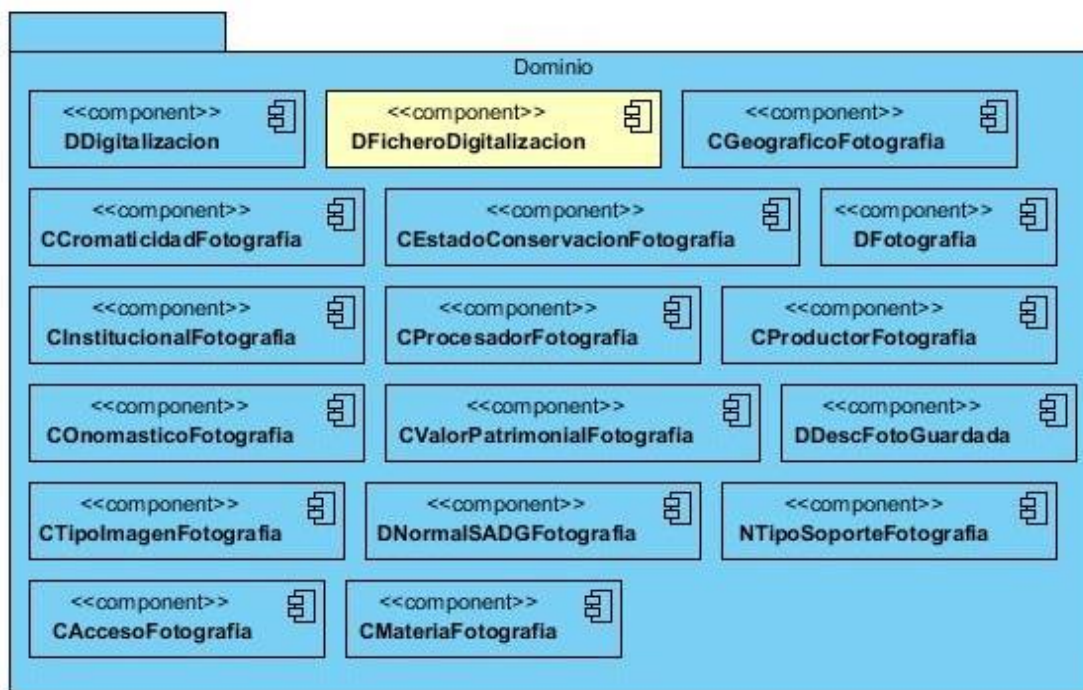 Dominio
<<component>>
DDigitalizacion
<<component>>
DFicheroDigitalizacion
<<component>>
CGeograficoFotografia
<<component>>
CCromaticidadFotografia
<<component>>
CEstadoConservacionFotografia
<<component>>
DFotografia
<<component>>
CInstitucionalFotografia
<<component>>
CProcesadorFotografia
<<component>>
CProductorFotografia
<<component>>
COnomasticoFotografia
<<component>>
CValorPatrimonialFotografia
<<component>>
DDescFotoGuardada
<<component>>
CTipoImagenFotografia
<<component>>
DNormaISADGFotografia
<<component>>
NTipoSoporteFotografia
<<component>>
CAccesoFotografia
<<component>>
CMateriaFotografia